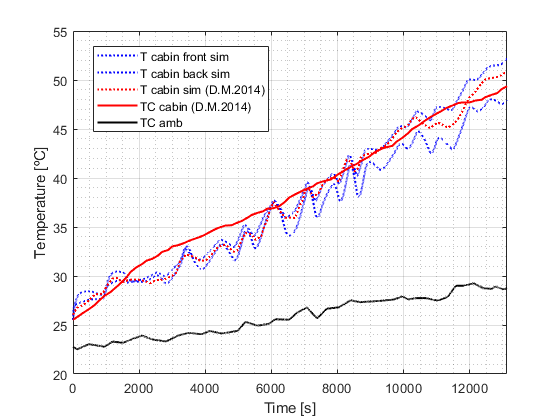 55
50
45
40
35
30
25
20
Temperature [ºC]
T cabin front sim
T cabin back sim
T cabin sim (D.M.2014)
TC cabin (D.M.2014)
TC amb
0 2000 4000 6000 8000 10000 12000
Time [s]